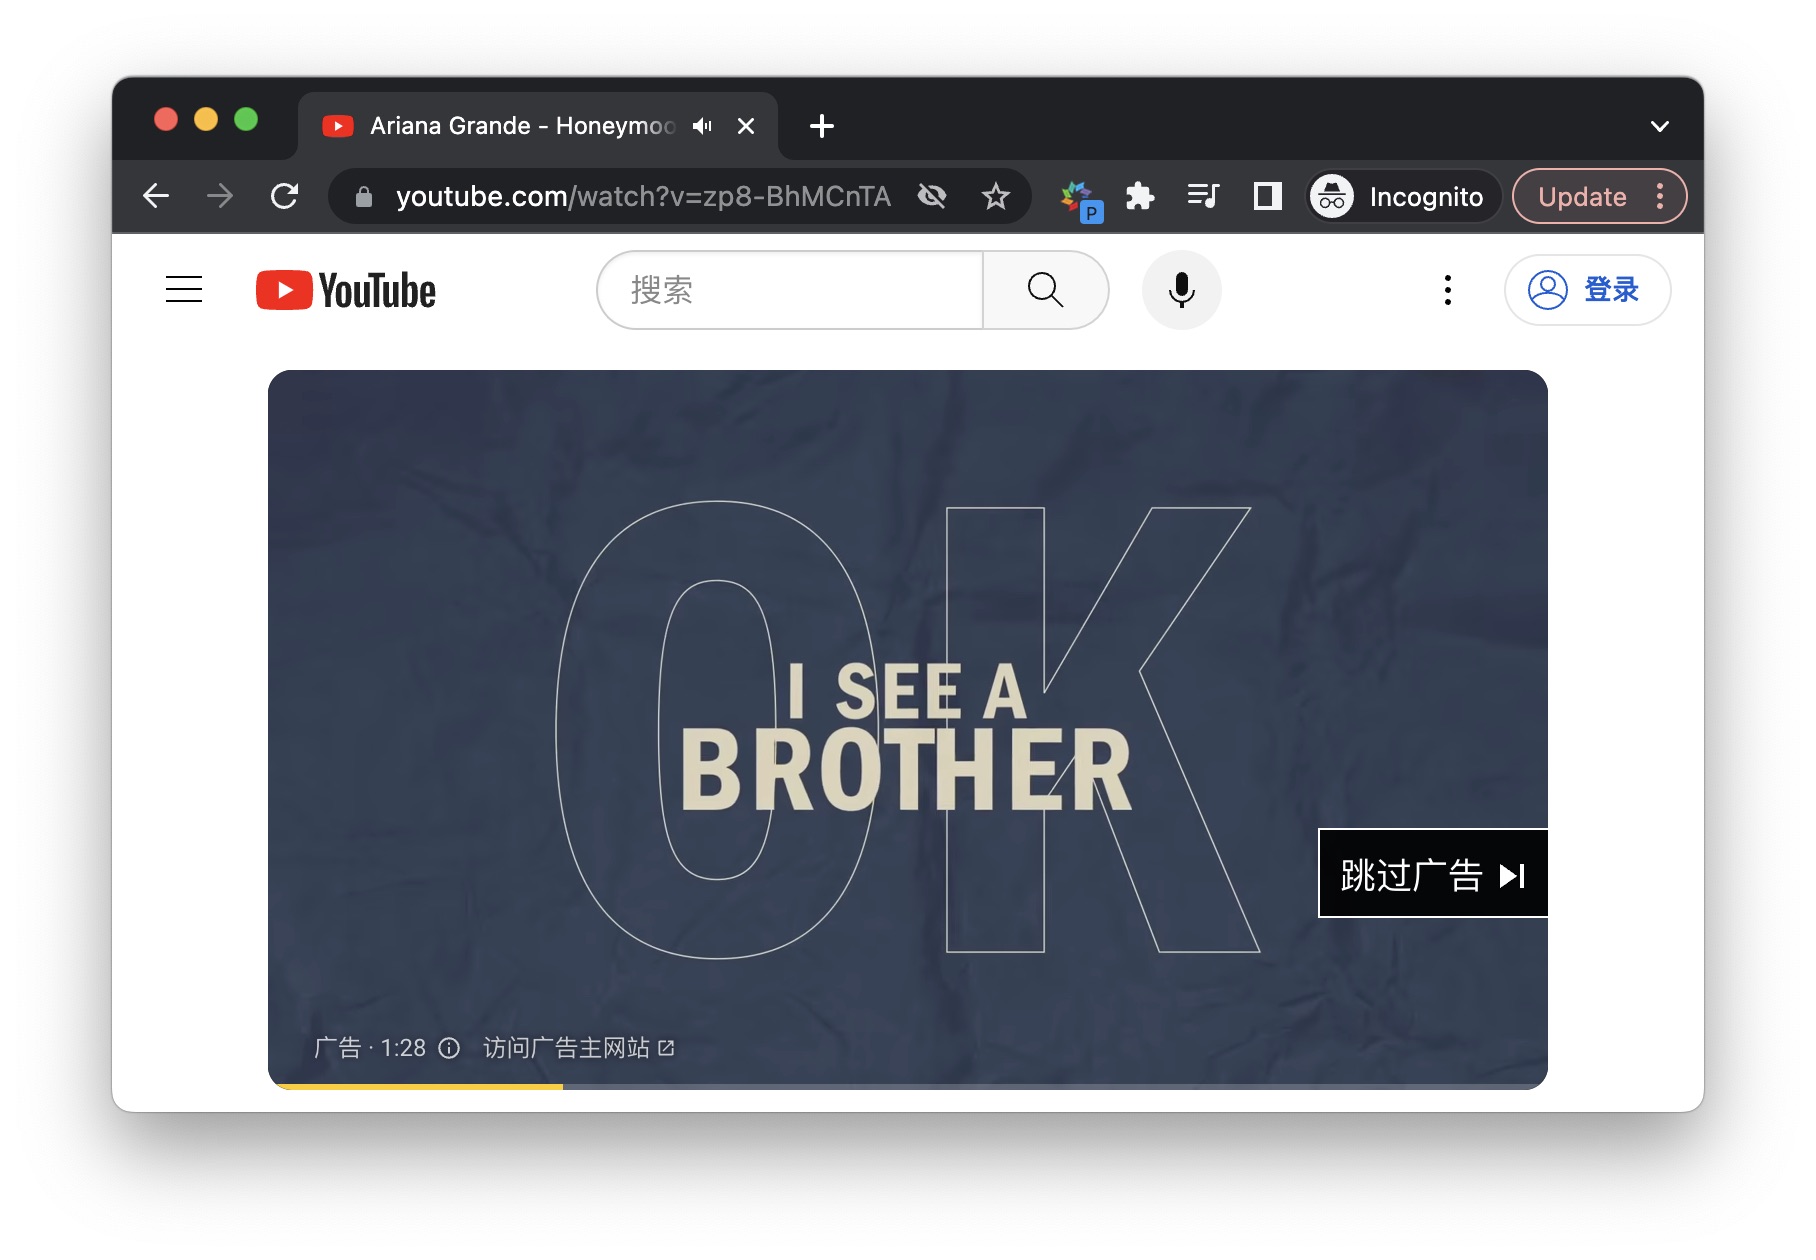 Ariana Grande - Honeymoo
youtube.com/watch?v=zp8-BhMCnTA
P
Incognito
Update
YouTube
搜索
登录
OK
I SEE A
BROTHER
跳过广告
广告 · 1:28 访问广告主网站